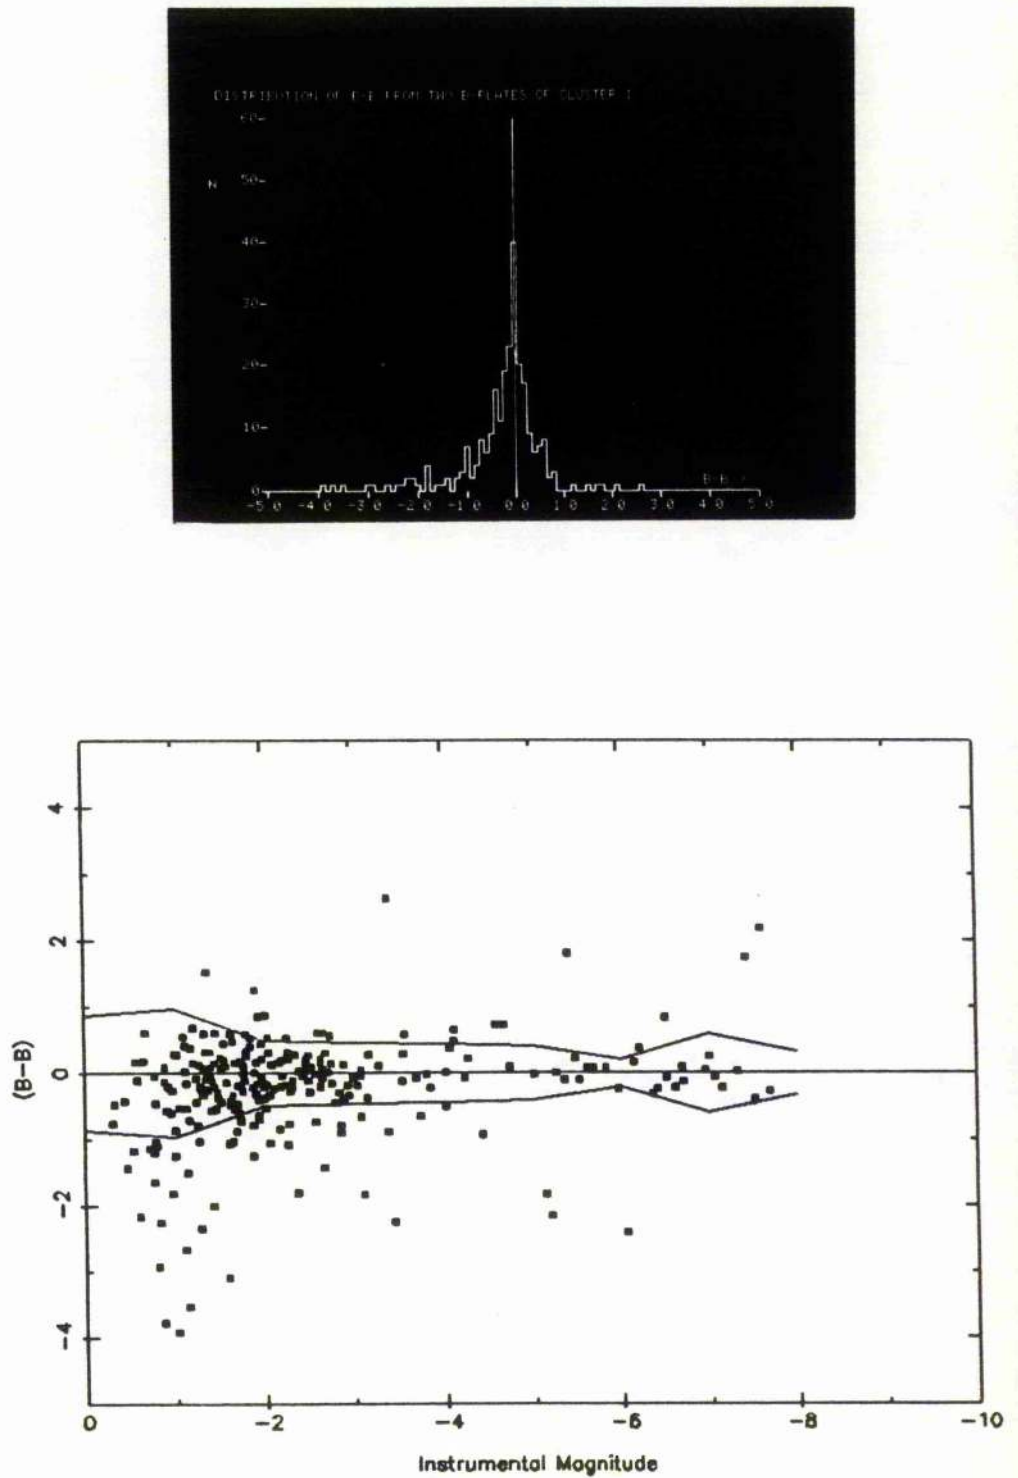 DISTRIBUTION OF B-B FROM TWO B-PLATES OF CLUSTER 1
60-
N 50-
40-
30-
20-
10-
0-
-5.0 -4.0 -3.0 -2.0 -1.0 0.0 1.0 2.0 3.0 4.0 5.0
B-B
4
2
0
-2
-4
(B-B)
0 -2 -4 -6 -8 -10
Instrumental Magnitude